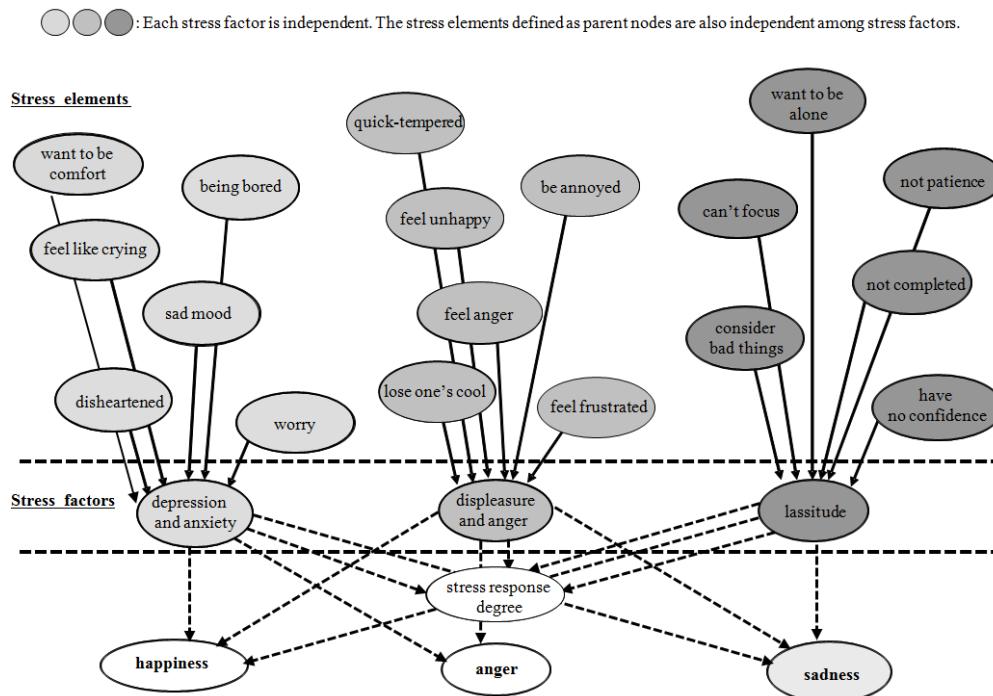 : Each stress factor is independent. The stress elements defined as parent nodes are also independent among stress factors.
Stress elements
want to be
comfort
feel like crying
being bored
sad mood
disheartened
worry
quick-tempered
feel unhappy
be annoyed
feel anger
lose one's cool
feel frustrated
want to be
alone
can't focus
not patience
not completed
consider
bad things
have
no confidence
Stress factors
depression
and anxiety
displeasure
and anger
lassitude
stress response
degree
happiness
anger
sadness